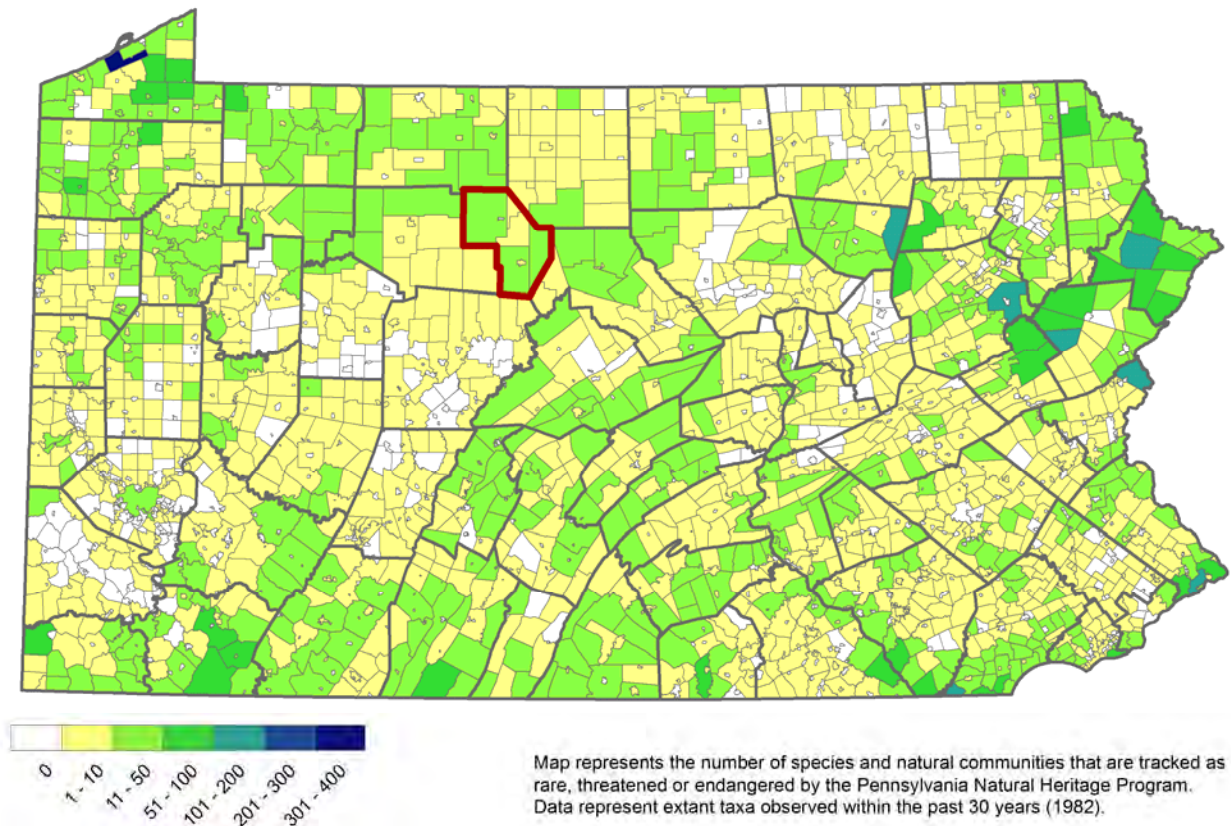 0
1 - 10
11 - 50
51 - 100
101 - 200
201 - 300
301 - 400
Map represents the number of species and natural communities that are tracked as
rare, threatened or endangered by the Pennsylvania Natural Heritage Program.
Data represent extant taxa observed within the past 30 years (1982).